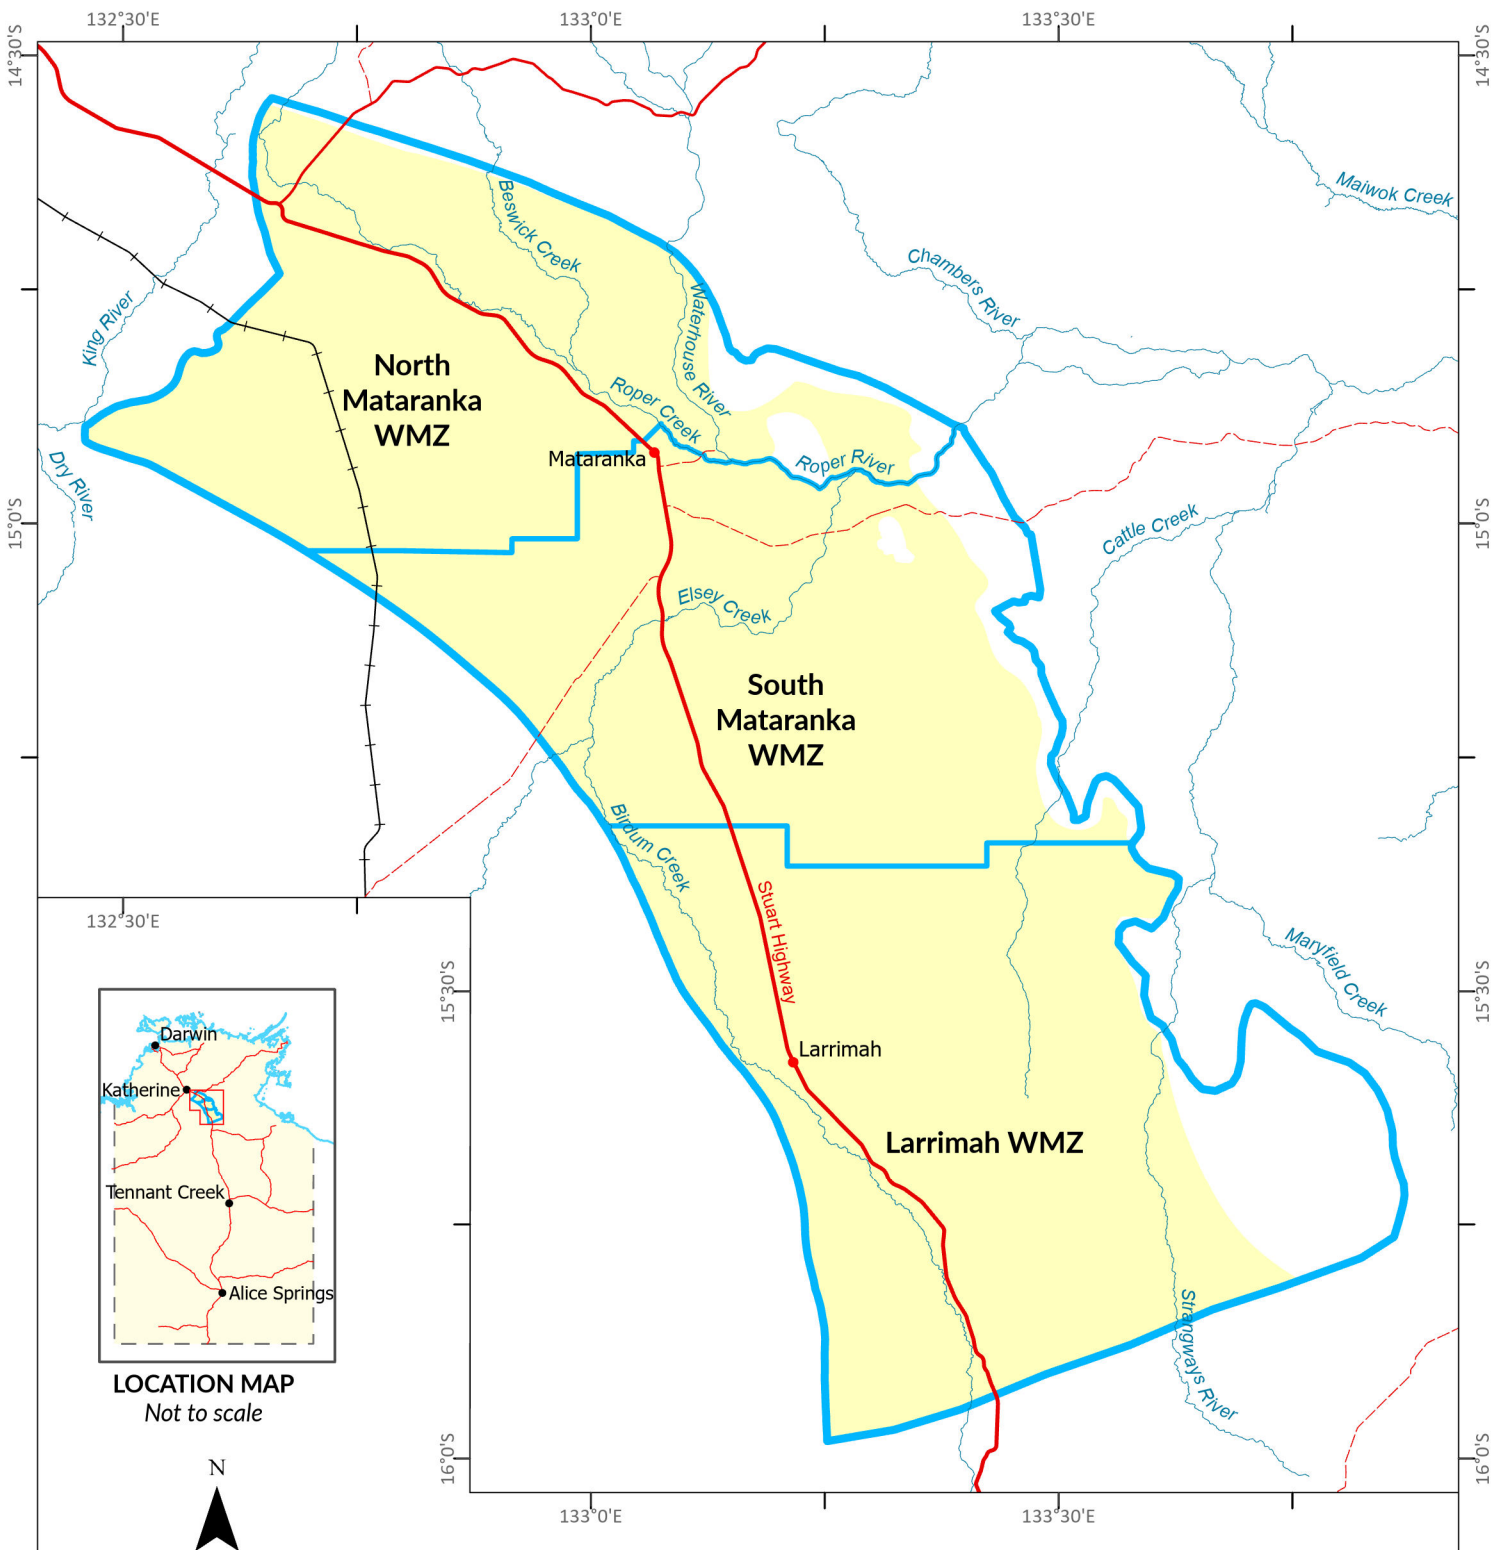 132°30'E
133°0'E
133°30'E
14°30'S
14°30'S
Maiwok Creek
Beswick Creek
Chambers River
King River
Waterhouse River
North
Mataranka
WMZ
Roper Creek
Mataranka
Roper River
Dry River
15°0'S
15°0'S
Cattle Creek
Elsey Creek
South
Mataranka
WMZ
Birdum Creek
Stuart Highway
132°30'E
Maryfield Creek
15°30'S
15°30'S
Larrimah
Darwin
Katherine
Larrimah WMZ
Tennant Creek
Alice Springs
Strangways River
LOCATION MAP
Not to scale
N
16°0'S
16°0'S
133°0'E
133°30'E